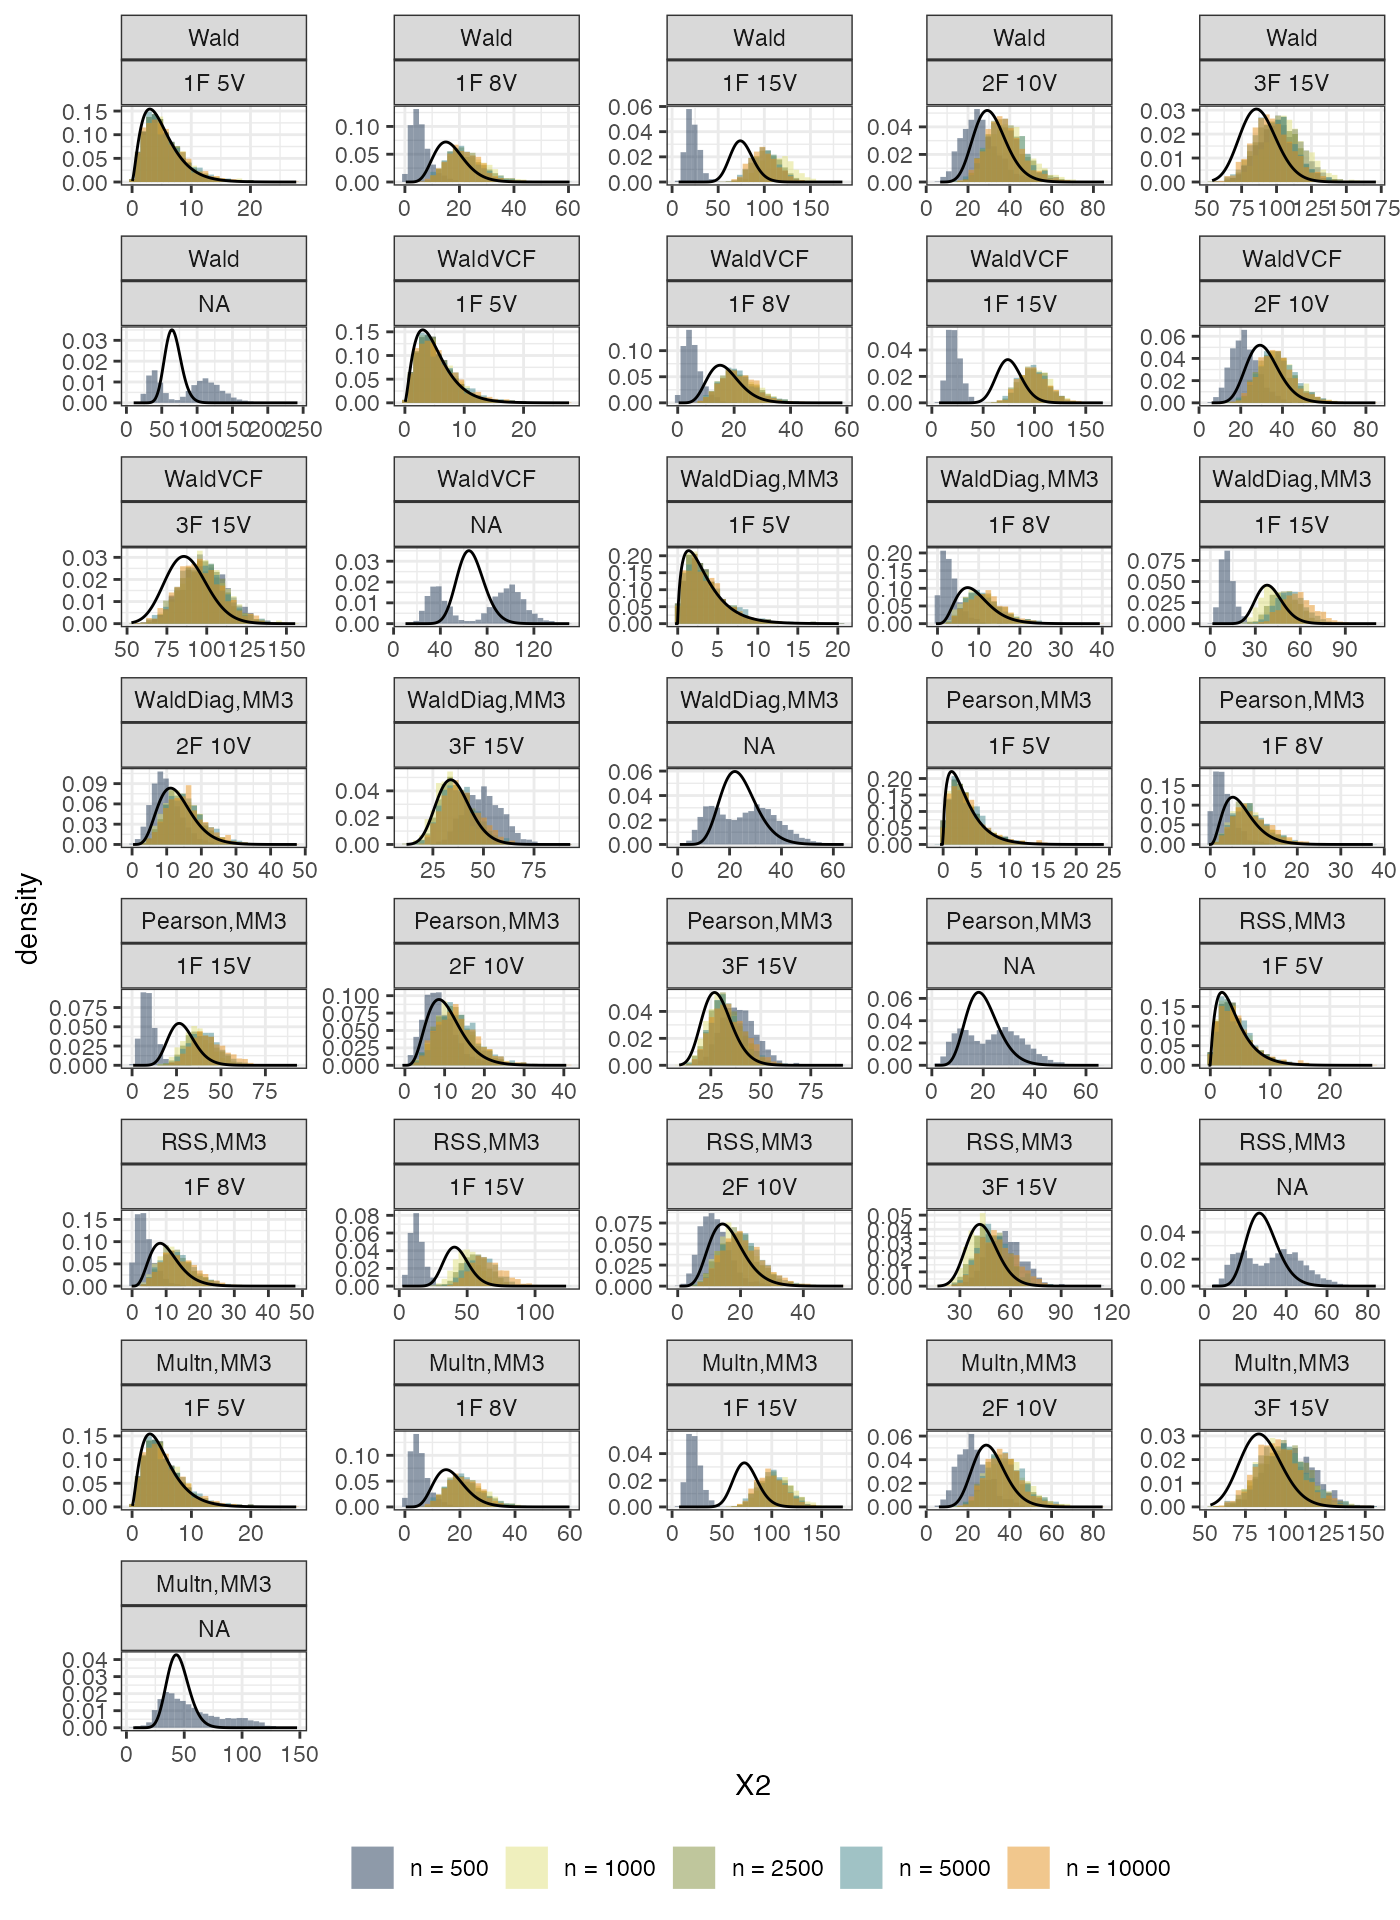 Wald Wald Wald Wald Wald
1F 5V 1F 8V 1F 15V 2F 10V 3F 15V
0.15 0.10 0.05 0.00 0.10 0.05 0.00 0.06 0.04 0.02 0.00 0.04 0.02 0.00 0.03 0.02 0.01 0.00
0 10 20 0 20 40 60 0 50 100 150 0 20 40 60 80 50 75 100 125 150 175
Wald WaldVCF WaldVCF WaldVCF WaldVCF
NA 1F 5V 1F 8V 1F 15V 2F 10V
0.03 0.02 0.01 0.00 0.15 0.10 0.05 0.00 0.10 0.05 0.00 0.04 0.02 0.00 0.06 0.04 0.02 0.00
0 50 100 150 200 250 0 10 20 0 20 40 60 0 50 100 150 0 20 40 60 80
WaldVCF WaldVCF WaldDiag,MM3 WaldDiag,MM3 WaldDiag,MM3
3F 15V NA 1F 5V 1F 8V 1F 15V
0.03 0.02 0.01 0.00 0.03 0.02 0.01 0.00 0.20 0.15 0.10 0.05 0.00 0.20 0.15 0.10 0.05 0.00 0.075 0.050 0.025 0.000
50 75 100 125 150 0 40 80 120 0 5 10 15 20 0 10 20 30 40 0 30 60 90
WaldDiag,MM3 WaldDiag,MM3 WaldDiag,MM3 Pearson,MM3 Pearson,MM3
2F 10V 3F 15V NA 1F 5V 1F 8V
0.09 0.06 0.03 0.00 0.04 0.02 0.00 0.06 0.04 0.02 0.00 0.20 0.15 0.10 0.05 0.00 0.15 0.10 0.05 0.00
0 10 20 30 40 50 25 50 75 0 20 40 60 0 5 10 15 20 25 0 10 20 30 40
density
Pearson,MM3 Pearson,MM3 Pearson,MM3 Pearson,MM3 RSS,MM3
1F 15V 2F 10V 3F 15V NA 1F 5V
0.075 0.050 0.025 0.000 0.100 0.075 0.050 0.025 0.000 0.04 0.02 0.00 0.06 0.04 0.02 0.00 0.15 0.10 0.05 0.00
0 25 50 75 0 10 20 30 40 25 50 75 0 20 40 60 0 10 20
RSS,MM3 RSS,MM3 RSS,MM3 RSS,MM3 RSS,MM3
1F 8V 1F 15V 2F 10V 3F 15V NA
0.15 0.10 0.05 0.00 0.08 0.06 0.04 0.02 0.00 0.075 0.050 0.025 0.000 0.05 0.04 0.03 0.02 0.01 0.00 0.04 0.02 0.00
0 10 20 30 40 50 0 50 100 0 20 40 30 60 90 120 0 20 40 60 80
Multn,MM3 Multn,MM3 Multn,MM3 Multn,MM3 Multn,MM3
1F 5V 1F 8V 1F 15V 2F 10V 3F 15V
0.15 0.10 0.05 0.00 0.10 0.05 0.00 0.04 0.02 0.00 0.06 0.04 0.02 0.00 0.03 0.02 0.01 0.00
0 10 20 0 20 40 60 0 50 100 150 0 20 40 60 80 50 75 100 125 150
Multn,MM3
NA
0.04 0.03 0.02 0.01 0.00
0 50 100 150
X2
n = 500 n = 1000 n = 2500 n = 5000 n = 10000